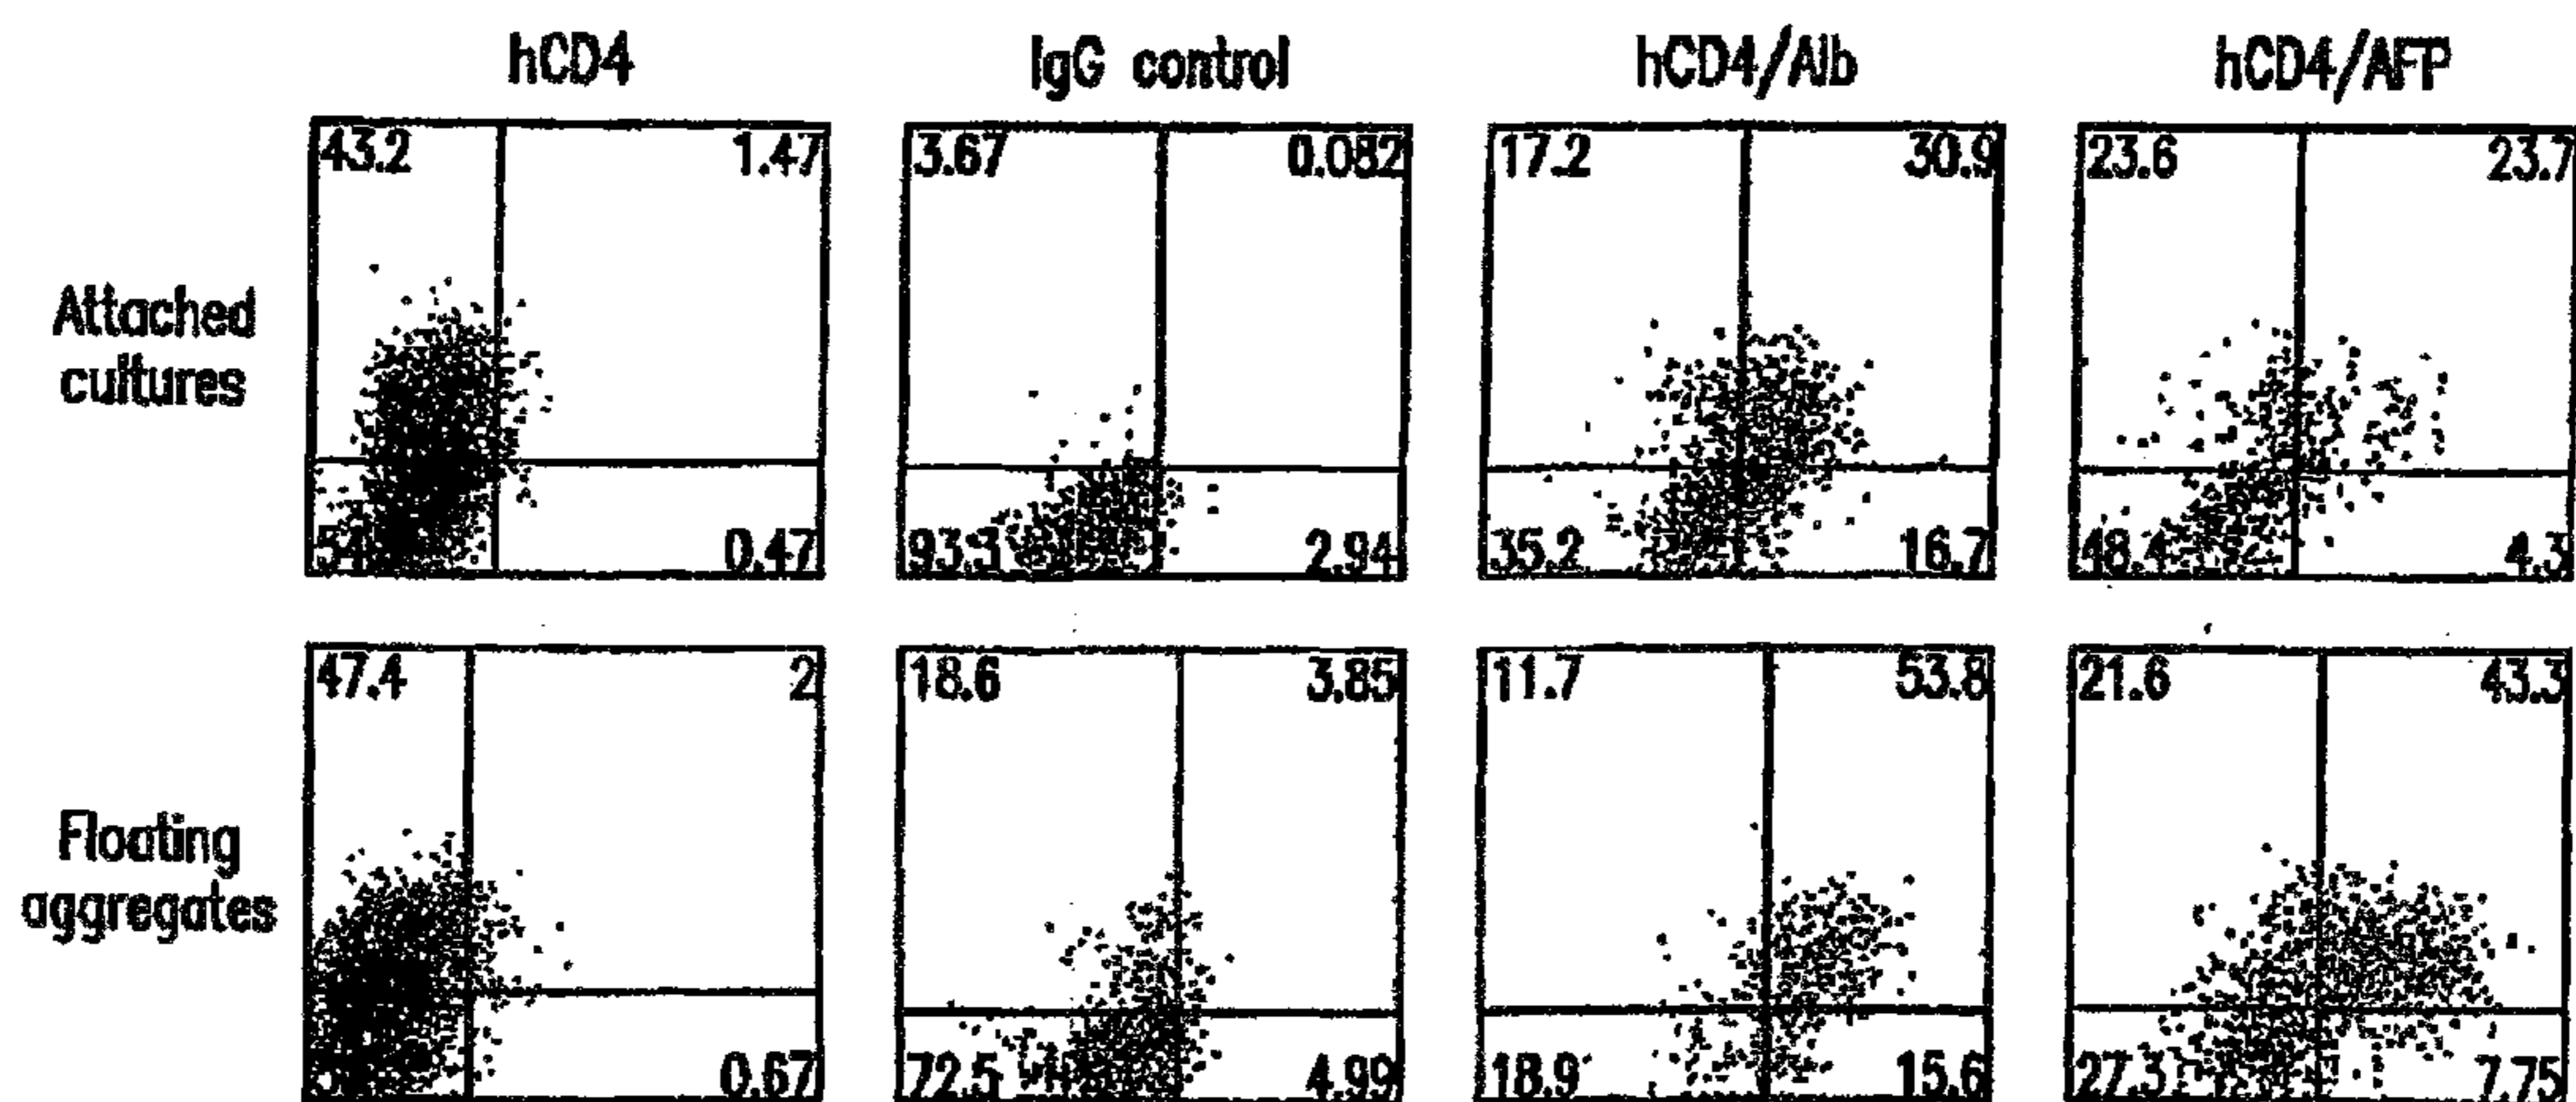 hCD4 IgG control hCD4/Alb hCD4/AFP
43.2 1.47 3.67 0.082 17.2 30.9 23.6 23.7
Attached
cultures
0.47 93.3 2.94 35.2 16.7 48.4 4.3
47.4 2 18.6 3.85 11.7 53.8 21.6 43.3
Floating
aggregates
0.67 72.5 4.99 18.9 15.6 27.3 7.75